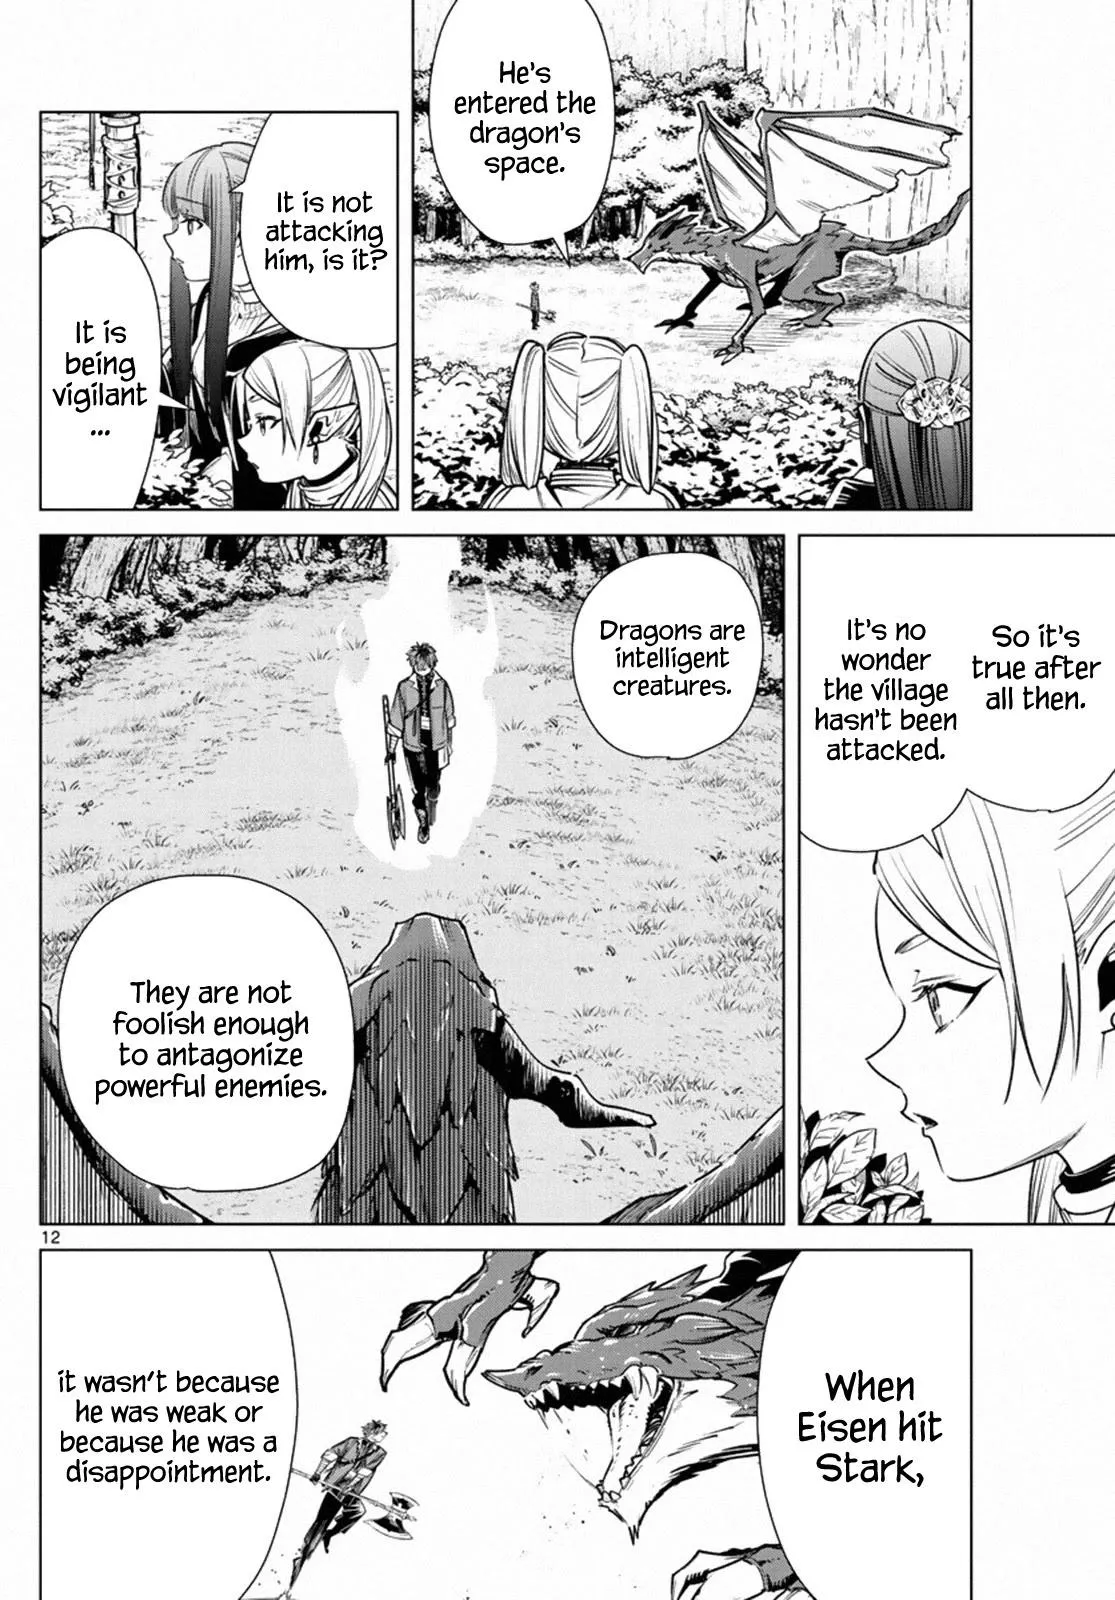 He's
entered the
dragon's
space.
It is not
attacking
him, is it?
It is
being
vigilant
...
So it's
true after
all then.
It's no
wonder
the village
hasn't been
attacked.
Dragons are
intelligent
creatures.
They are not
foolish enough
to antagonize
powerful enemies.
12
When
Eisen hit
Stark,
it wasn't because
he was weak or
because he was a
disappointment.